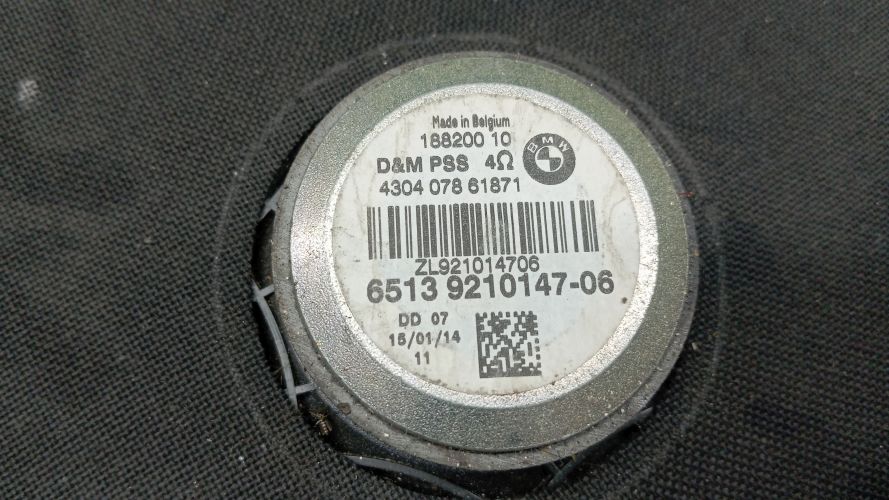 Made in Belgium
188200 10
D&M PSS 4Ω
BMW
4304 078 61871
ZL921014706
6513 9210147-06
DD 07
15/01/14
11